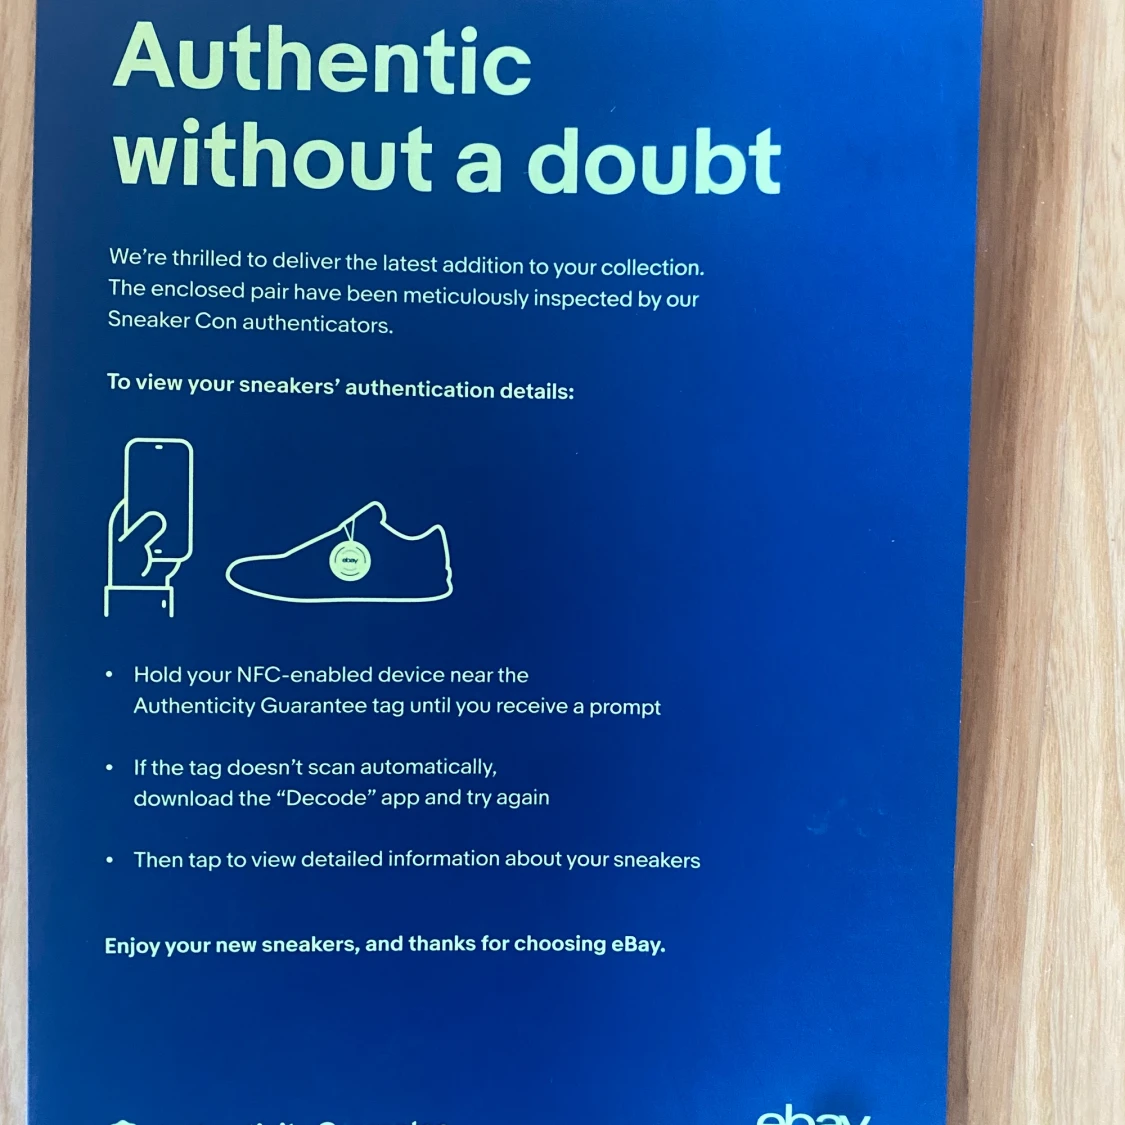 Authentic
without a doubt
We're thrilled to deliver the latest addition to your collection.
The enclosed pair have been meticulously inspected by our
Sneaker Con authenticators.
To view your sneakers' authentication details:
ebay
• Hold your NFC-enabled device near the
Authenticity Guarantee tag until you receive a prompt
• If the tag doesn't scan automatically,
download the “Decode” app and try again
• Then tap to view detailed information about your sneakers
Enjoy your new sneakers, and thanks for choosing eBay.
ebay